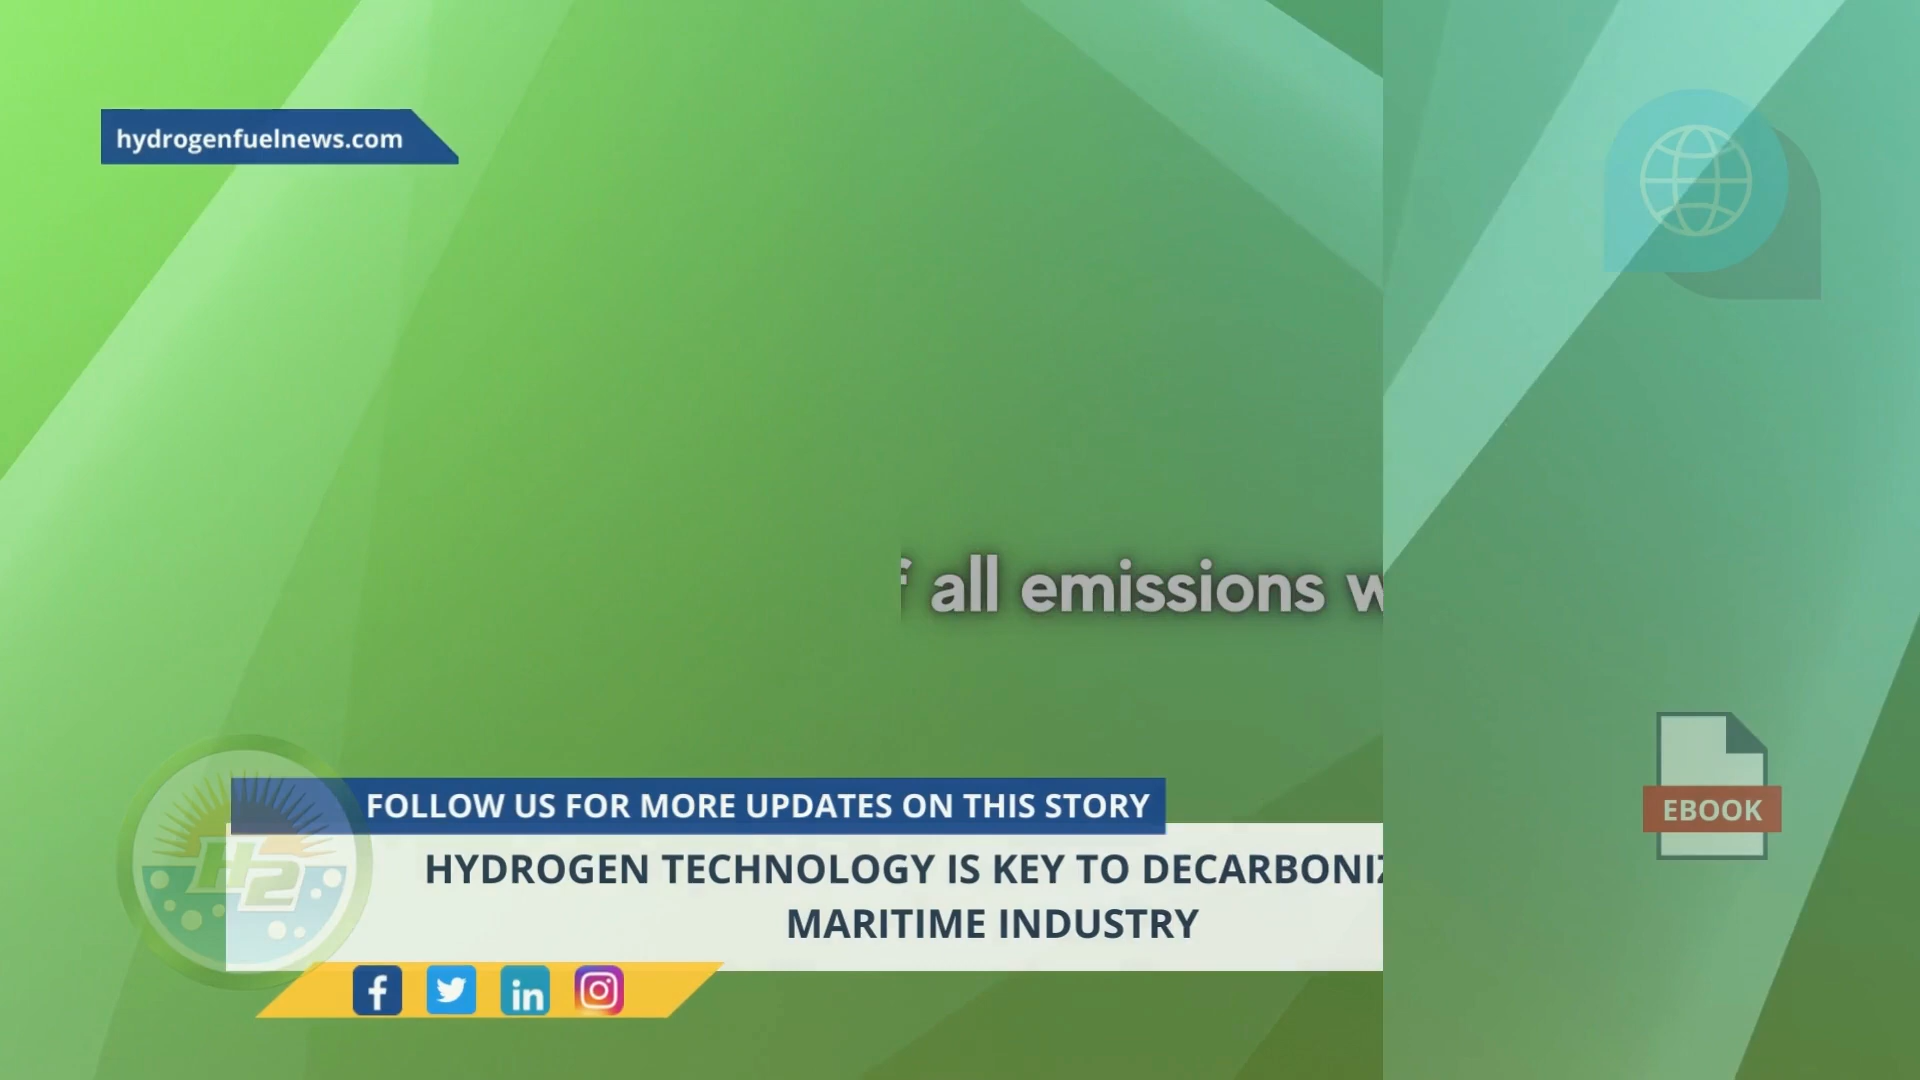 hydrogenfuelnews.com
all emissions
FOLLOW US FOR MORE UPDATES ON THIS STORY
HYDROGEN TECHNOLOGY IS KEY TO
MARITIME INDUSTRY
H2
EBOOK